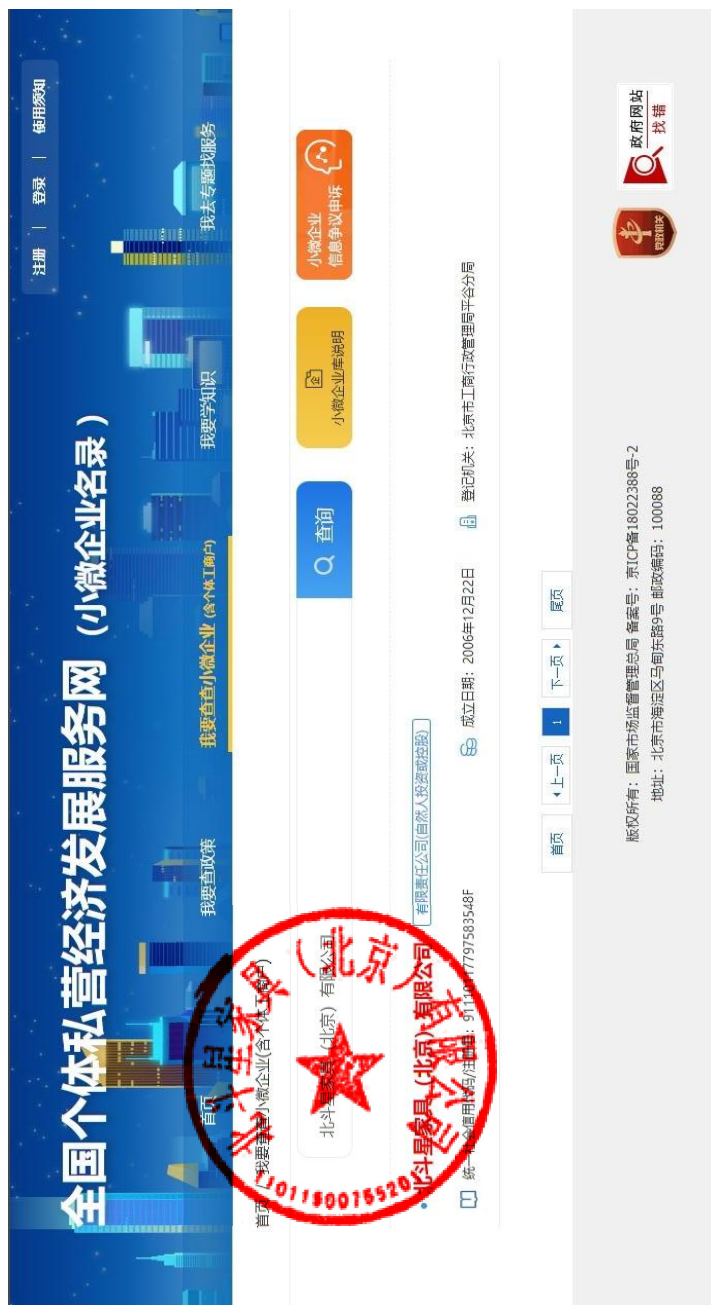 注册 | 登录 | 使用须知
全国个体私营经济发展服务网（小微企业名录）
首页 我要查政策 我要查小微企业（含个体工商户） 我要学知识 我去专题找服务
首页 / 我要查小微企业(含个体工商户)
北斗星家具（北京）有限公司
查询
企
小微企业库说明
小微企业
信息争议申诉
北斗星家具（北京）有限公司 有限责任公司(自然人投资或控股)
统一社会信用代码/注册号：
成立日期：2006年12月22日
登记机关：北京市工商行政管理局平谷分局
首页 上一页 1 下一页 尾页
版权所有：国家市场监督管理总局 备案号：京ICP备18022388号-2
地址：北京市海淀区马甸东路9号 邮政编码：100088
党政机关
政府网站
找错
北斗星家具（北京）有限公司